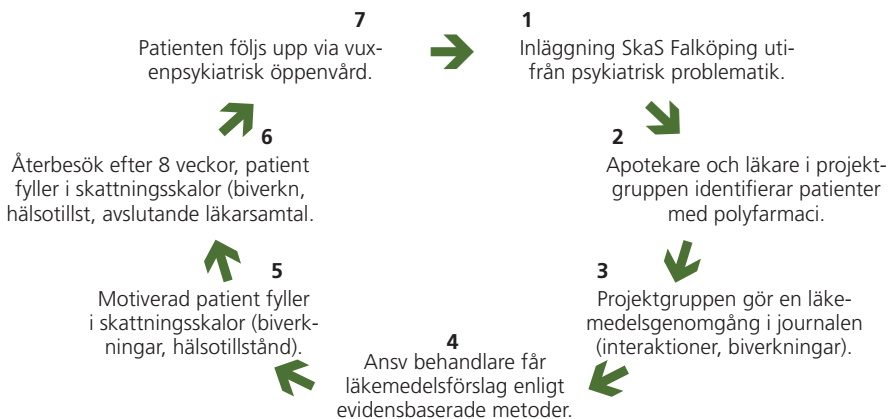 1
Inläggning SkaS Falköping uti-
från psykiatrisk problematik.
2
Apotekare och läkare i projekt-
gruppen identifierar patienter
med polyfarmaci.
3
Projektgruppen gör en läke-
medelsgenomgång i journalen
(interaktioner, biverkningar).
4
Ansv behandlare får
läkemedelsförslag enligt
evidensbaserade metoder.
5
Motiverad patient fyller
i skattningsskalor (biverk-
ningar, hälsotillstånd).
6
Återbesök efter 8 veckor, patient
fyller i skattningsskalor (biverkn,
hälsotillst, avslutande läkarsamtal.
7
Patienten följs upp via vux-
enpsykiatrisk öppenvård.